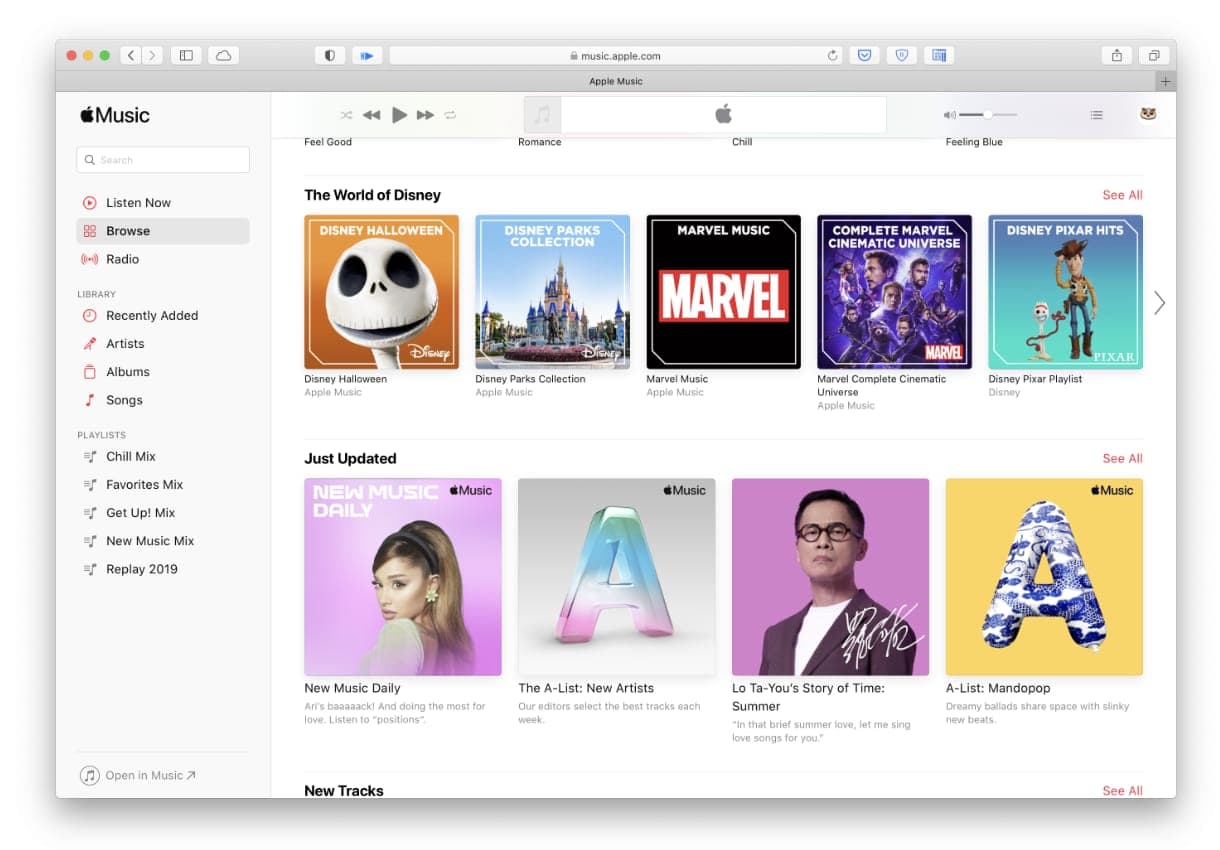 music.apple.com
Apple Music
Music
Search
Listen Now
Browse
Radio
LIBRARY
Recently Added
Artists
Albums
Songs
PLAYLISTS
Chill Mix
Favorites Mix
Get Up! Mix
New Music Mix
Replay 2019
Open in Music
Feel Good
Romance
Chill
Feeling Blue
The World of Disney
See All
DISNEY HALLOWEEN
Disney
Disney Halloween
Apple Music
DISNEY PARKS
COLLECTION
Disney
Disney Parks Collection
Apple Music
MARVEL MUSIC
MARVEL
Marvel Music
Apple Music
COMPLETE MARVEL
CINEMATIC UNIVERSE
MARVEL
Marvel Complete Cinematic
Universe
Apple Music
DISNEY PIXAR HITS
PIXAR
Disney Pixar Playlist
Disney
Just Updated
See All
NEW MUSIC
DAILY
Music
New Music Daily
Ari's baaaaack! And doing the most for
love. Listen to “positions”.
Music
A
The A-List: New Artists
Our editors select the best tracks each
week.
Lo Ta-You’s Story of Time:
Summer
“In that brief summer love, let me sing
love songs for you.”
Music
A
A-List: Mandopop
Dreamy ballads share space with slinky
new beats.
New Tracks
See All